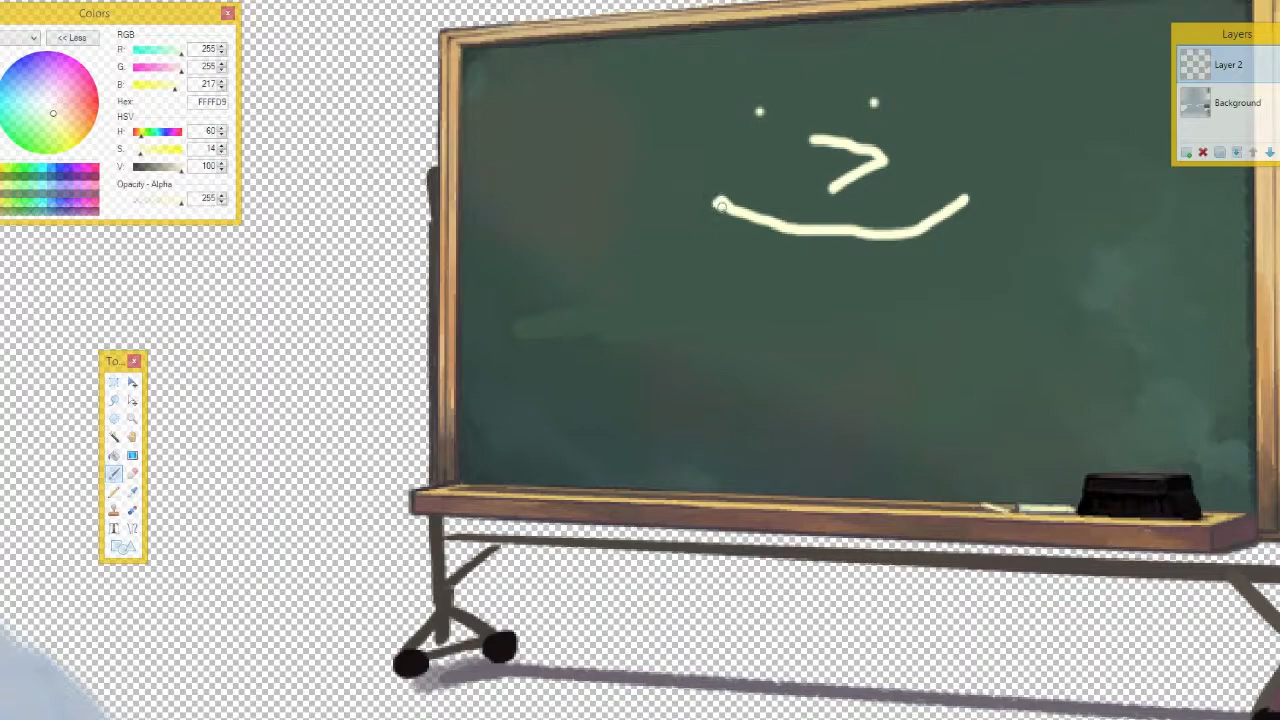 Colors
<< Less
RGB
R: 255
G: 255
B: 217
Hex: FFFFD9
HSV
H: 60
S: 14
V: 100
Opacity - Alpha
255
To...
T
Layers
Layer 2
Background